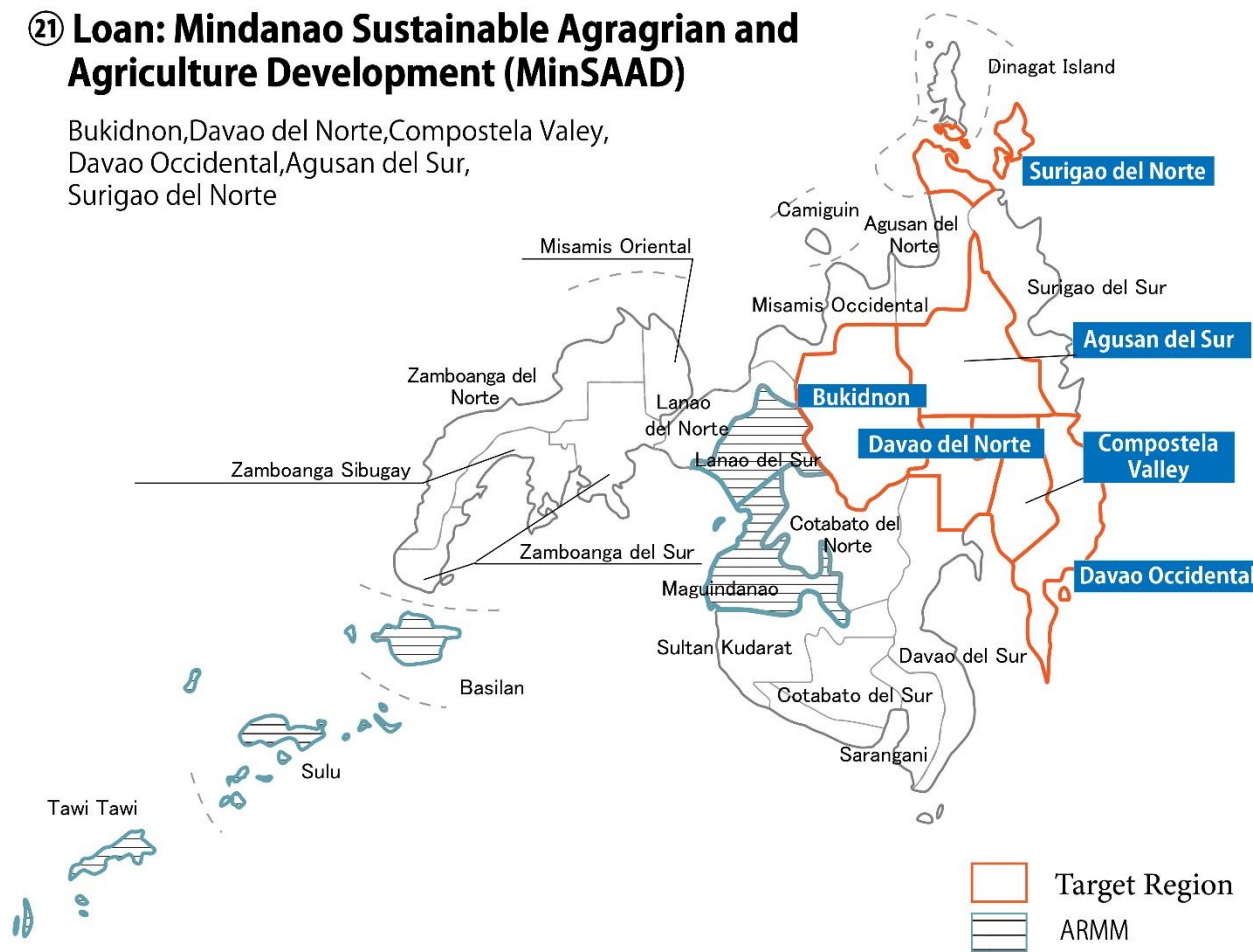 ㉑ Loan: Mindanao Sustainable Agragrian and
Agriculture Development (MinSAAD)
Bukidnon,Davao del Norte,Compostela Valey,
Davao Occidental,Agusan del Sur,
Surigao del Norte
Dinagat Island
Surigao del Norte
Camiguin
Agusan del
Norte
Misamis Oriental
Surigao del Sur
Misamis Occidental
Agusan del Sur
Zamboanga del
Norte
Bukidnon
Lanao
del Norte
Davao del Norte
Compostela
Valley
Lanao del Sur
Zamboanga Sibugay
Cotabato del
Norte
Zamboanga del Sur
Davao Occidental
Maguindanao
Sultan Kudarat
Davao del Sur
Basilan
Cotabato del Sur
Sarangani
Sulu
Tawi Tawi
Target Region
ARMM